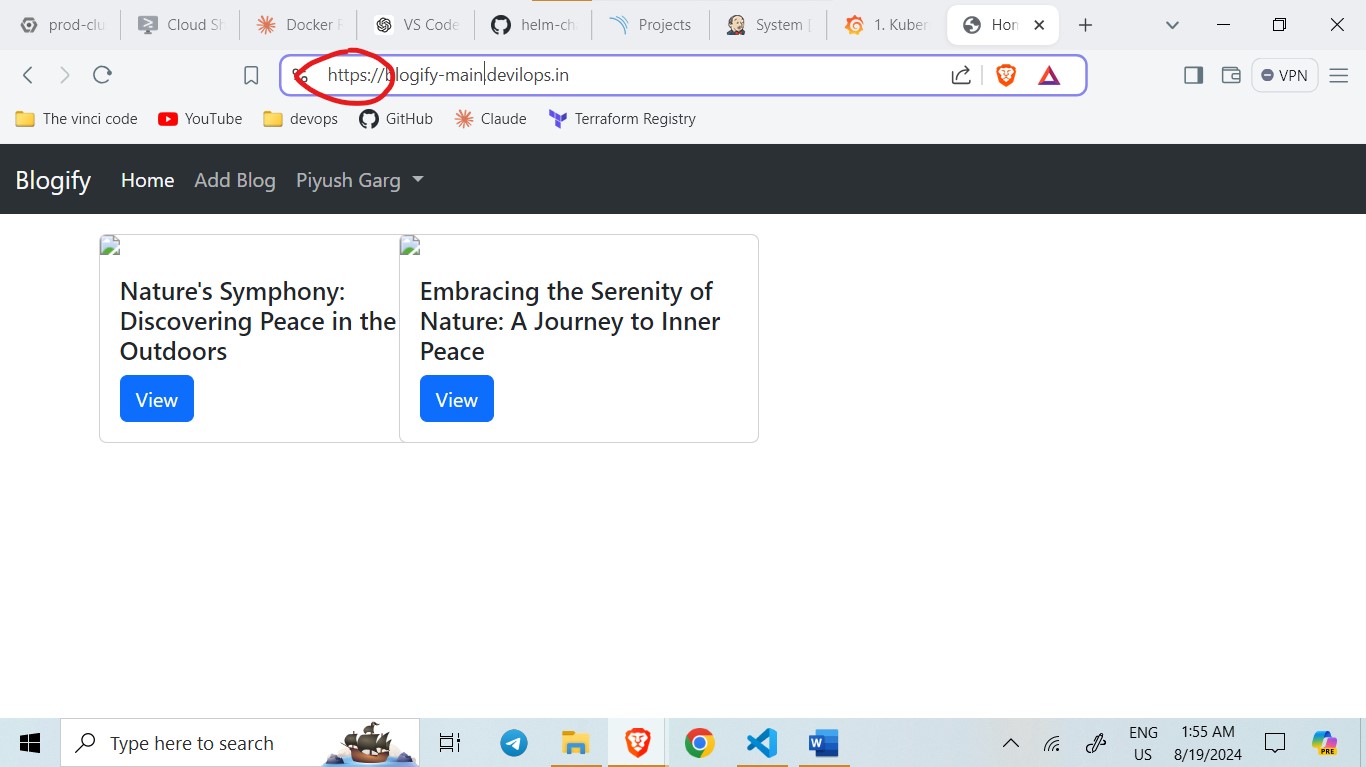 prod-clu
Cloud Sh
Docker
VS Code
helm-ch
Projects
System |
1. Kuber
Hom
https://blogify-main.devilops.in
VPN
The vinci code
YouTube
devops
GitHub
Claude
Terraform Registry
Blogify
Home
Add Blog
Piyush Garg
Nature's Symphony:
Discovering Peace in the
Outdoors
View
Embracing the Serenity of
Nature: A Journey to Inner
Peace
View
Type here to search
ENG
US
1:55 AM
8/19/2024
PRE